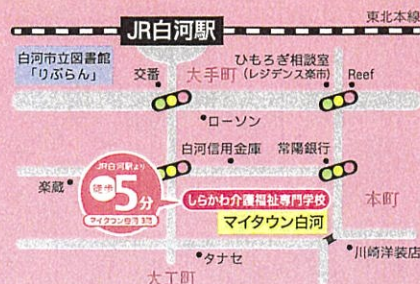 東北本線
JR白河駅
白河市立図書館
「りぶらん」
交番
大手町
ひもろぎ相談室
(レジデンス楽市)
Reef
ローソン
白河信用金庫
常陽銀行
JR白河駅より
徒歩
5分
マイタウン白河3階
楽蔵
しらかわ介護福祉専門学校
マイタウン白河
本町
タナセ
川崎洋装店
大工町